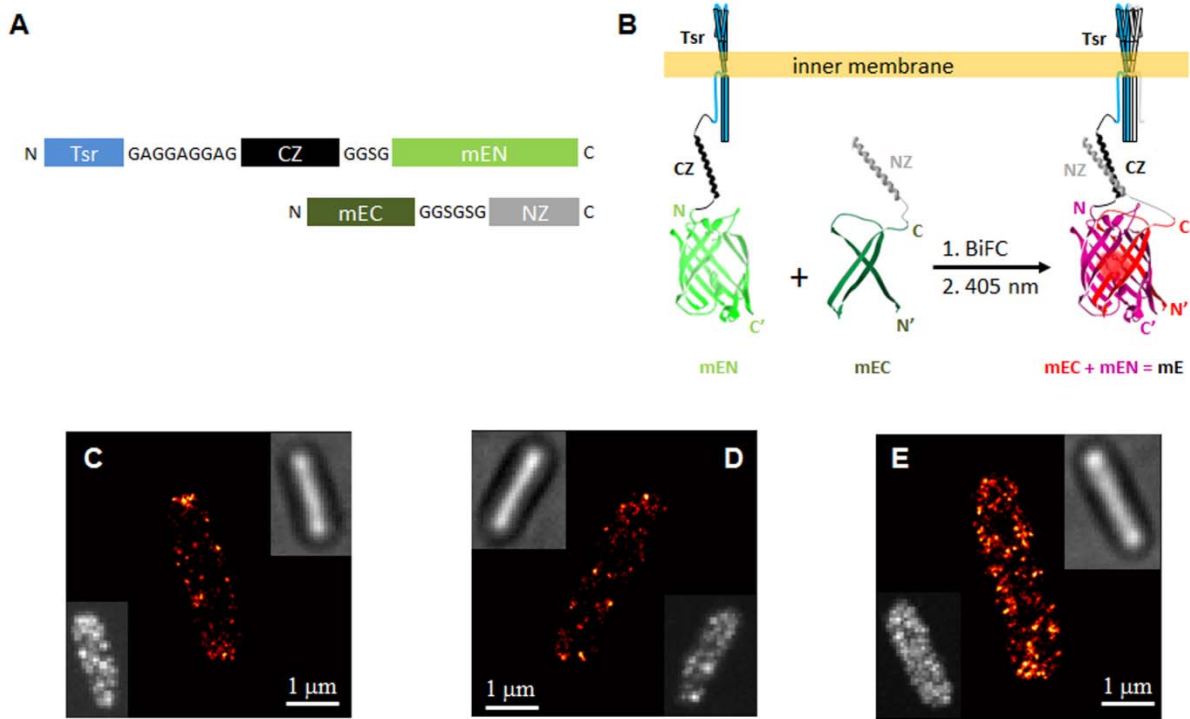 A
N Tsr GAGGAGGAG CZ GGSG mEN C
N mEC GGSGSG NZ C
B
Tsr Tsr
inner membrane
CZ NZ NZ CZ
N C N C
+ 1. BiFC
2. 405 nm
C' N' C' N'
mEN mEC mEC + mEN = mE
C D E
1 μm 1 μm 1 μm